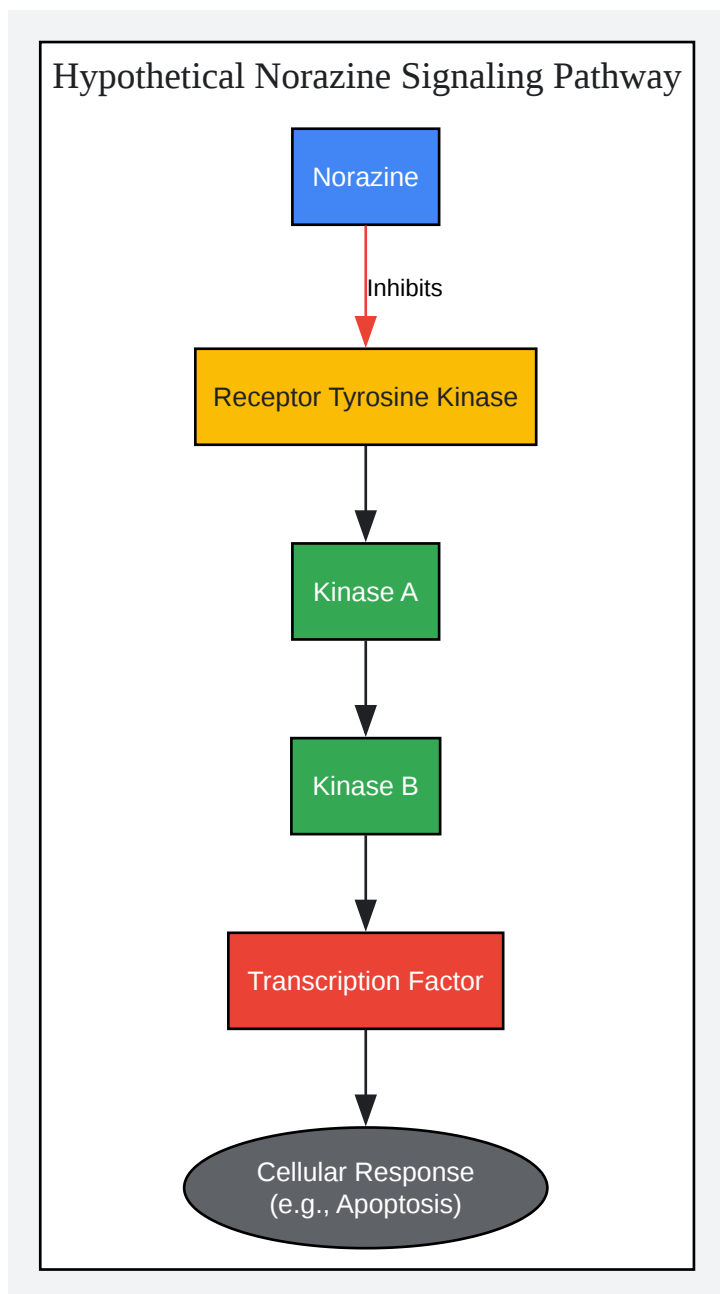 Hypothetical Norazine Signaling Pathway
Norazine
Inhibits
Receptor Tyrosine Kinase
Kinase A
Kinase B
Transcription Factor
Cellular Response
(e.g., Apoptosis)